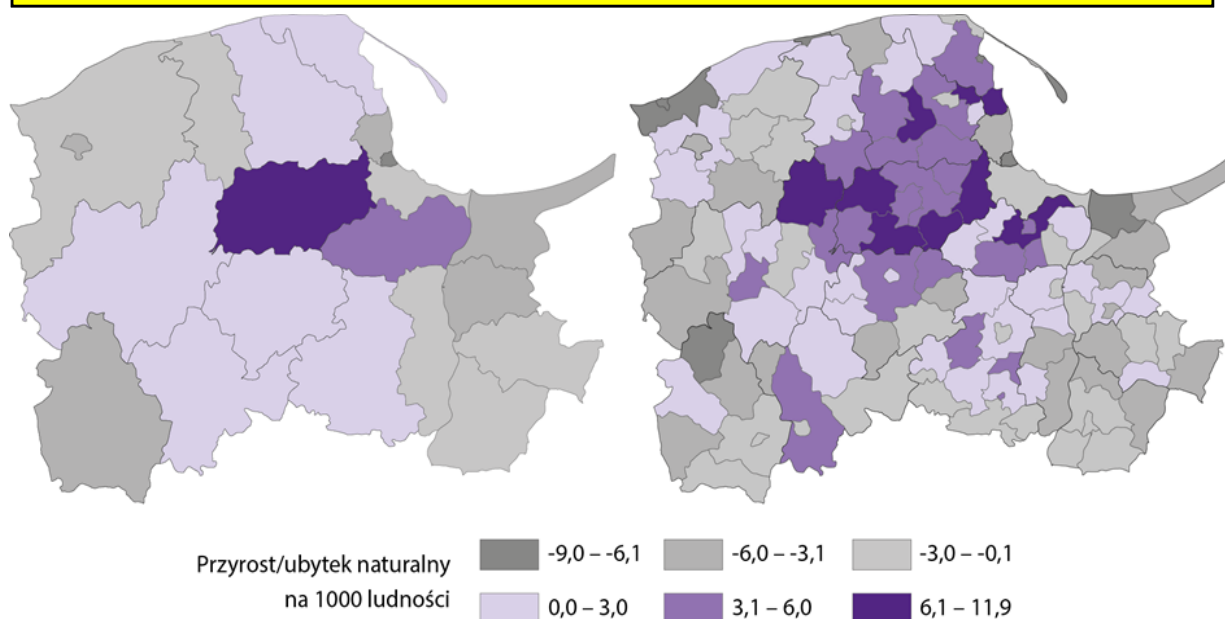 Przyrost/ubytek naturalny
na 1000 ludności
-9,0 – -6,1
-6,0 – -3,1
-3,0 – -0,1
0,0 – 3,0
3,1 – 6,0
6,1 – 11,9